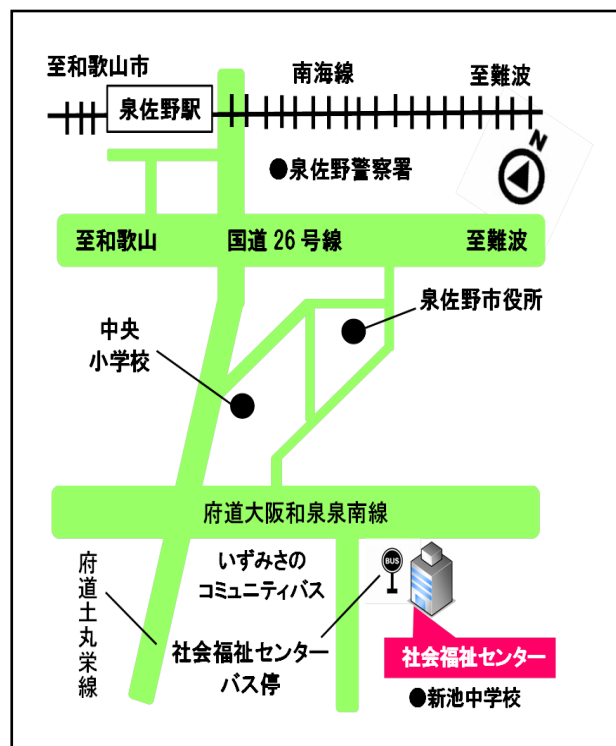 至和歌山市
南海線
至難波
泉佐野駅
N
●泉佐野警察署
至和歌山
国道26号線
至難波
泉佐野市役所
中央
小学校
府道大阪和泉泉南線
府道土丸栄線
いずみさの
コミュニティバス
BUS
社会福祉センター
バス停
社会福祉センター
●新池中学校